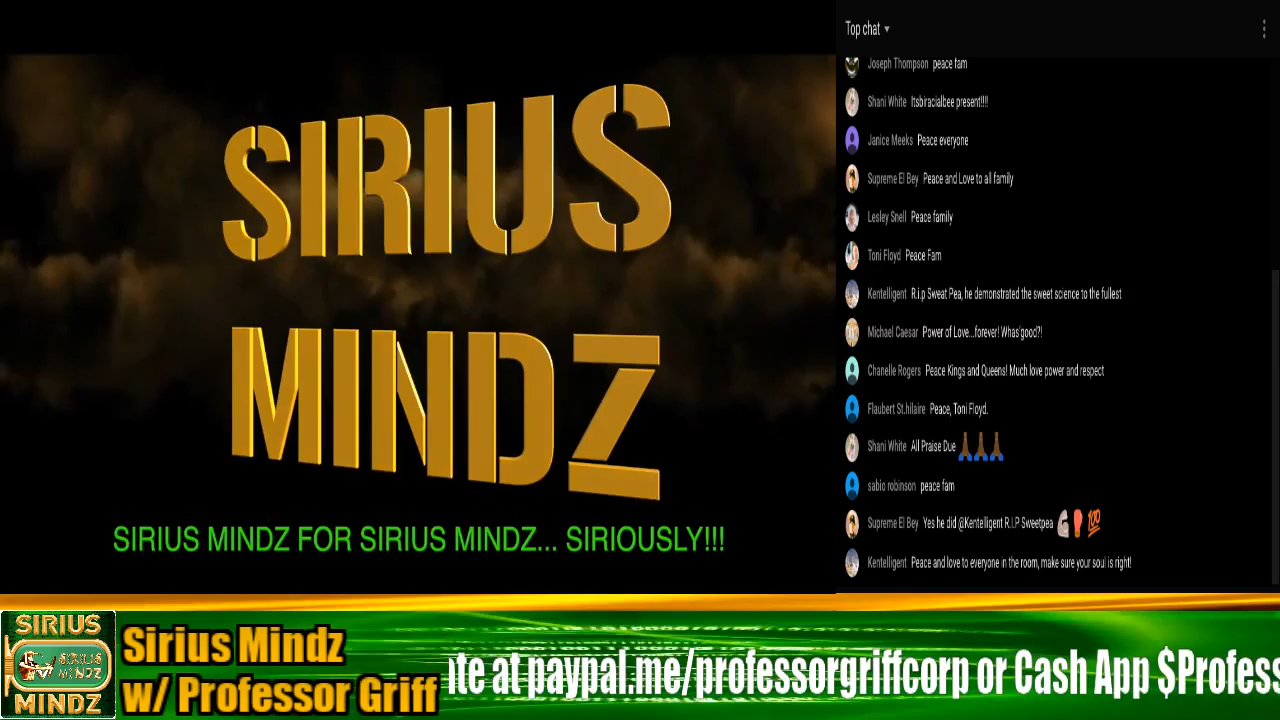 SIRIUS
MINDZ
SIRIUS MINDZ FOR SIRIUS MINDZ... SIRIOUSLY!!!
Top chat
Joseph Thompson peace fam
Shani White Itsbiracialbee present!!!!
Janice Meeks Peace everyone
Supreme El Bey Peace and Love to all family
Lesley Snell Peace family
Toni Floyd Peace Fam
Kentelligent R.i.p Sweat Pea, he demonstrated the sweet science to the fullest
Michael Caesar Power of Love...forever! Whas'good?!
Chanelle Rogers Peace Kings and Queens! Much love power and respect
Flaubert St.hilaire Peace, Toni Floyd.
Shani White All Praise Due 🙏🏾🙏🏾🙏🏾
sabio robinson peace fam
Supreme El Bey Yes he did @Kentelligent R.I.P Sweetpea 💯
Kentelligent Peace and love to everyone in the room, make sure your soul is right!
SIRIUS
SIRIUS
MINDZ
MINDZ
Sirius Mindz
w/ Professor Griff
te at paypal.me/professorgriffcorp or Cash App $Profess